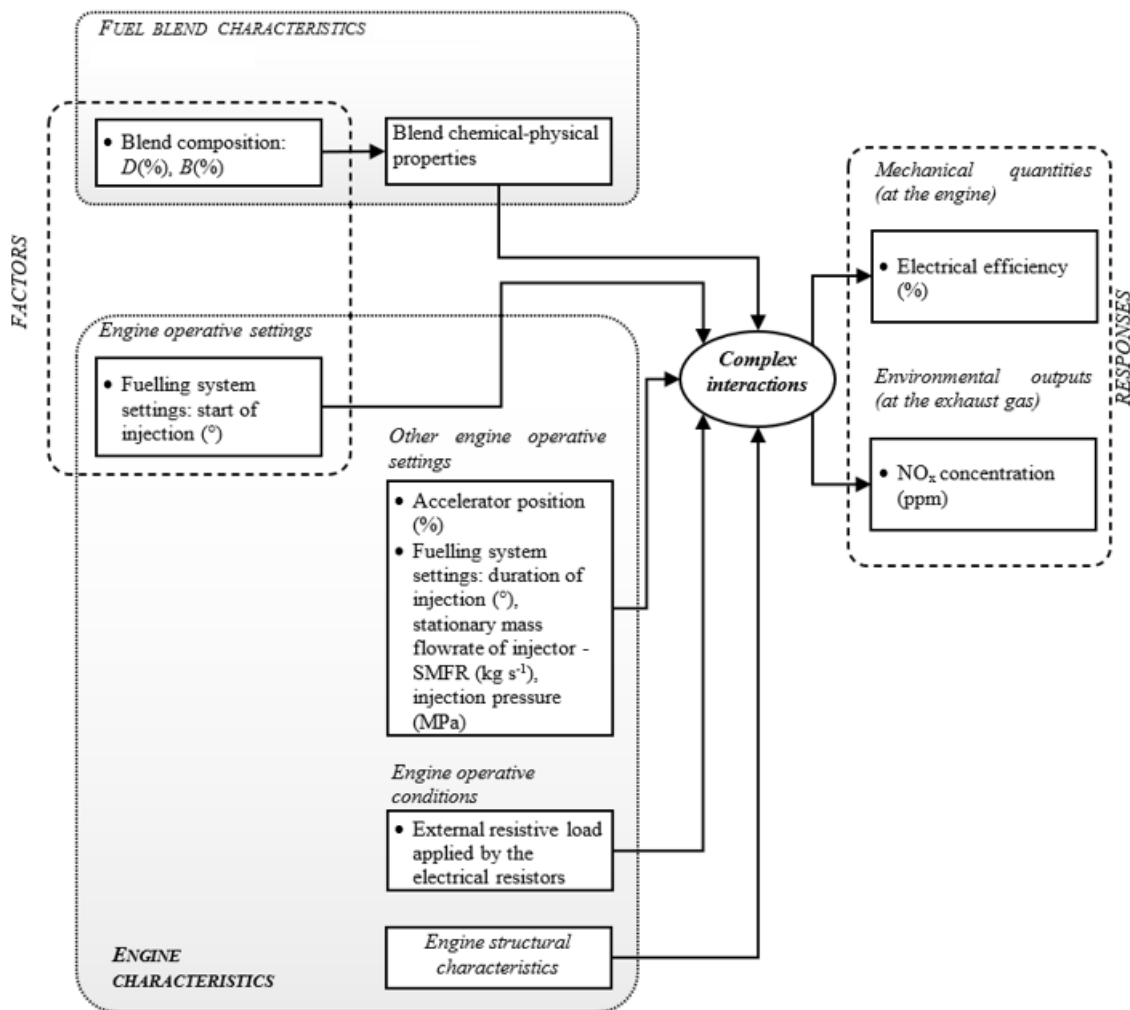 FUEL BLEND CHARACTERISTICS
• Blend composition:
D(%), B(%)
Blend chemical-physical
properties
FACTORS
Engine operative settings
• Fuelling system
settings: start of
injection (°)
Other engine operative
settings
• Accelerator position
(%)
• Fuelling system
settings: duration of
injection (°),
stationary mass
flowrate of injector -
SMFR (kg s⁻¹),
injection pressure
(MPa)
Engine operative
conditions
• External resistive load
applied by the
electrical resistors
Engine structural
characteristics
ENGINE
CHARACTERISTICS
Complex
interactions
Mechanical quantities
(at the engine)
• Electrical efficiency
(%)
Environmental outputs
(at the exhaust gas)
• NOₓ concentration
(ppm)
RESPONSES